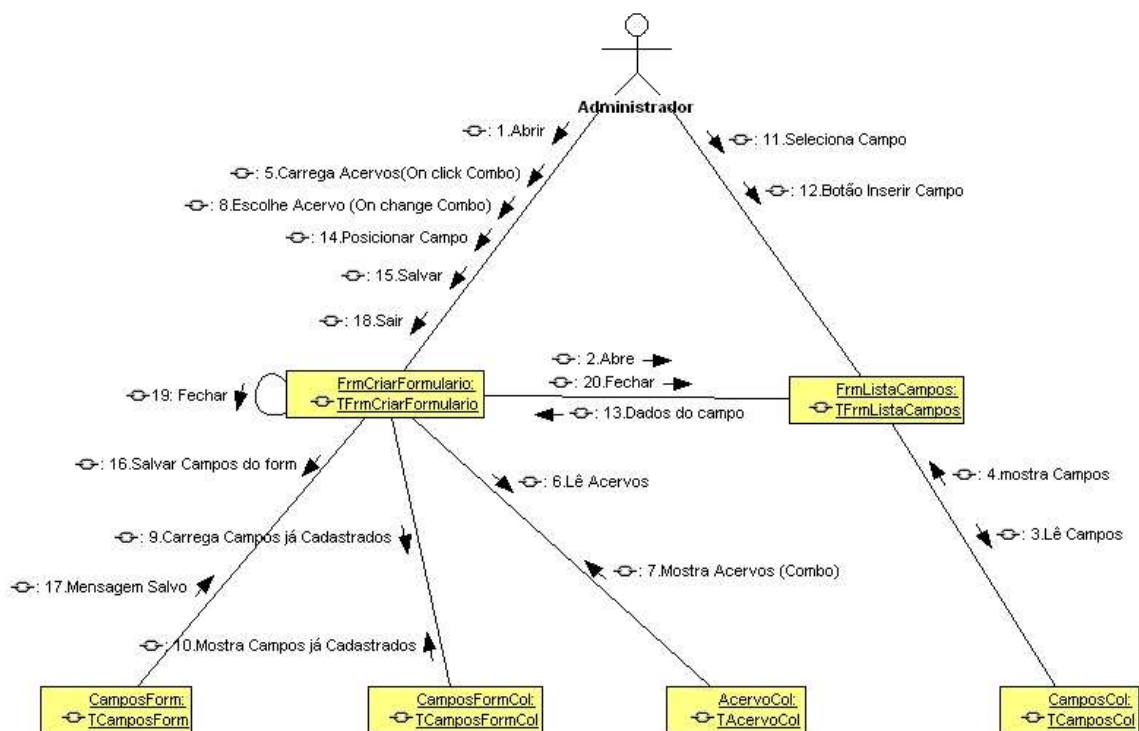 Administrador
: 1.Abrir
: 11.Seleciona Campo
: 5.Carrega Acervos(On click Combo)
: 12.Botão Inserir Campo
: 8.Escolhe Acervo (On change Combo)
: 14.Posicionar Campo
: 15.Salvar
: 18.Sair
: 2.Abre
: 20.Fechar
: 13.Dados do campo
19: Fechar
FrmCriarFormulario:
TFrmCriarFormulario
FrmListaCampos:
TFrmListaCampos
: 16.Salvar Campos do form
: 6.Lê Acervos
: 4.mostra Campos
: 9.Carrega Campos já Cadastrados
: 3.Lê Campos
: 17.Mensagem Salvo
: 7.Mostra Acervos (Combo)
: 10.Mostra Campos já Cadastrados
CamposForm:
TCamposForm
CamposFormCol:
TCamposFormCol
AcervoCol:
TAcervoCol
CamposCol:
TCamposCol